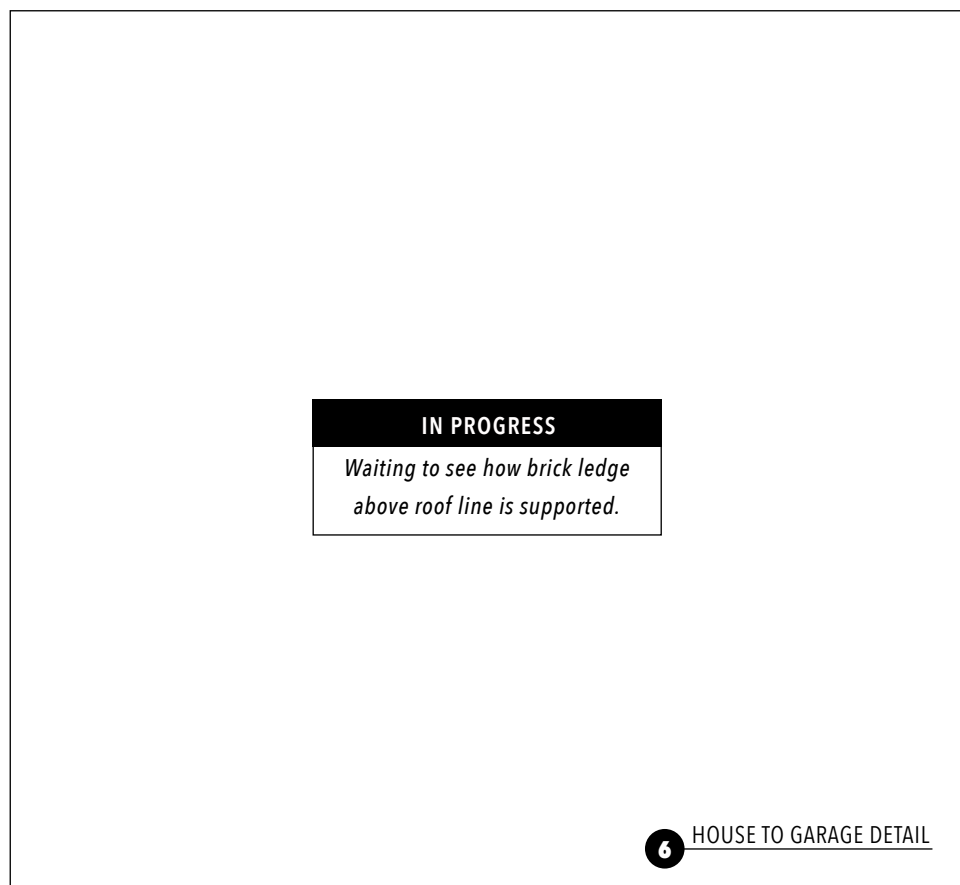 IN PROGRESS
Waiting to see how brick ledge
above roof line is supported.
6 HOUSE TO GARAGE DETAIL